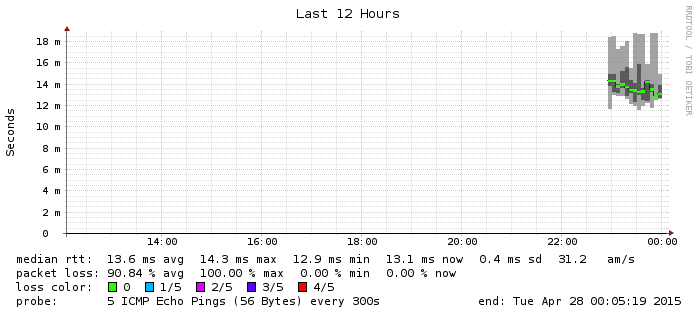 Last 12 Hours
RRDTOOL / TOBI OETIKER
Seconds
18 m
16 m
14 m
12 m
10 m
8 m
6 m
4 m
2 m
0
14:00 16:00 18:00 20:00 22:00 00:00
median rtt: 13.6 ms avg 14.3 ms max 12.9 ms min 13.1 ms now 0.4 ms sd 31.2 am/s
packet loss: 90.84 % avg 100.00 % max 0.00 % min 0.00 % now
loss color: 0 1/5 2/5 3/5 4/5
probe: 5 ICMP Echo Pings (56 Bytes) every 300s end: Tue Apr 28 00:05:19 2015